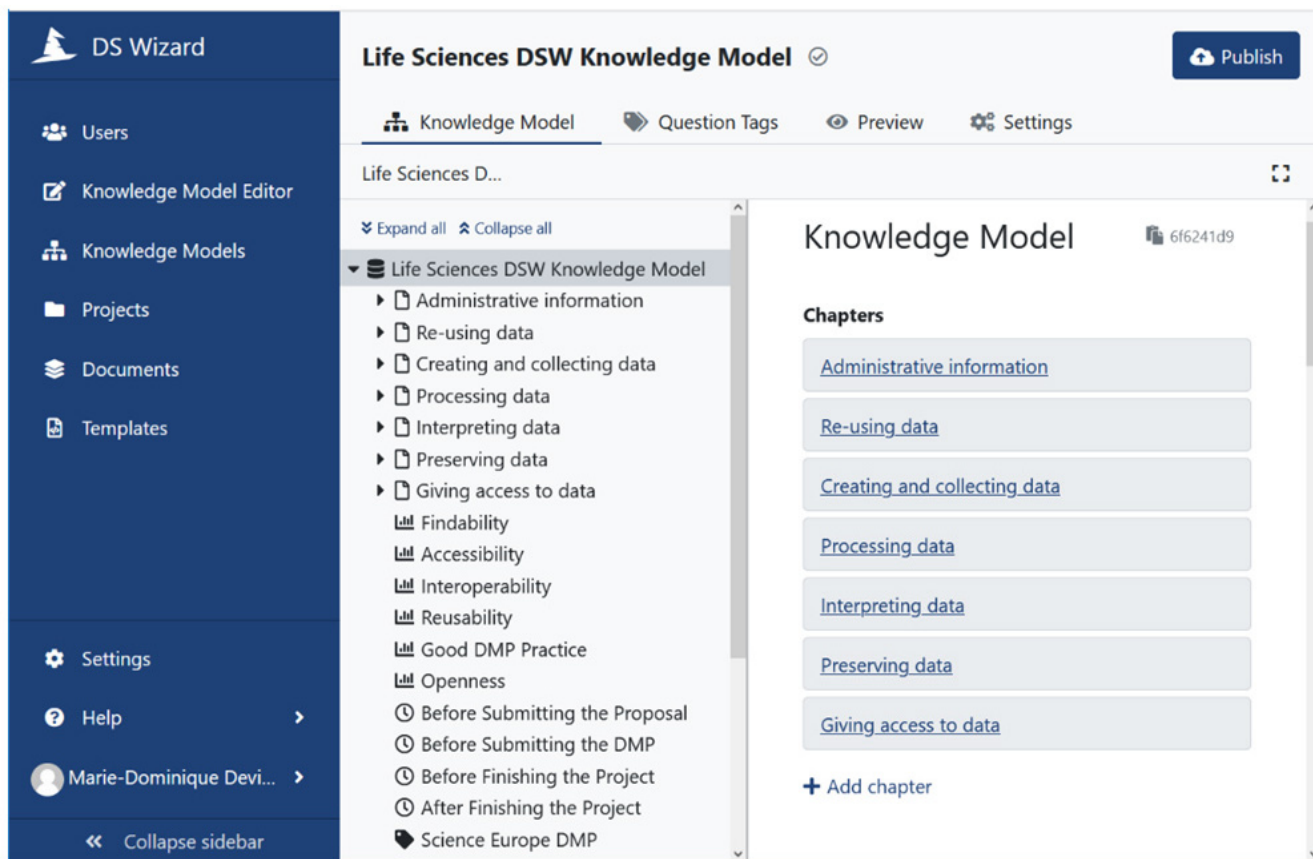 DS Wizard
Users
Knowledge Model Editor
Knowledge Models
Projects
Documents
Templates
Settings
Help
Marie-Dominique Devi...
Collapse sidebar
Life Sciences DSW Knowledge Model
Publish
Knowledge Model
Question Tags
Preview
Settings
Life Sciences D...
Expand all
Collapse all
Life Sciences DSW Knowledge Model
Administrative information
Re-using data
Creating and collecting data
Processing data
Interpreting data
Preserving data
Giving access to data
Findability
Accessibility
Interoperability
Reusability
Good DMP Practice
Openness
Before Submitting the Proposal
Before Submitting the DMP
Before Finishing the Project
After Finishing the Project
Science Europe DMP
Knowledge Model
6f6241d9
Chapters
Administrative information
Re-using data
Creating and collecting data
Processing data
Interpreting data
Preserving data
Giving access to data
Add chapter